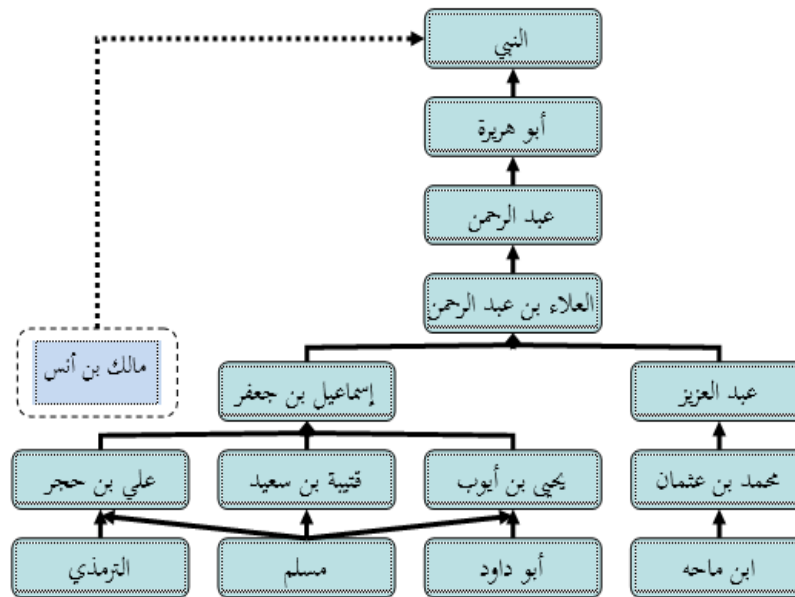 النبي
أبو هريرة
عبد الرحمن
العلاء بن عبد الرحمن
مالك بن أنس
إسماعيل بن جعفر
عبد العزيز
علي بن حجر
قتيبة بن سعيد
يحيى بن أيوب
محمد بن عثمان
الترمذي
مسلم
أبو داود
ابن ماحه